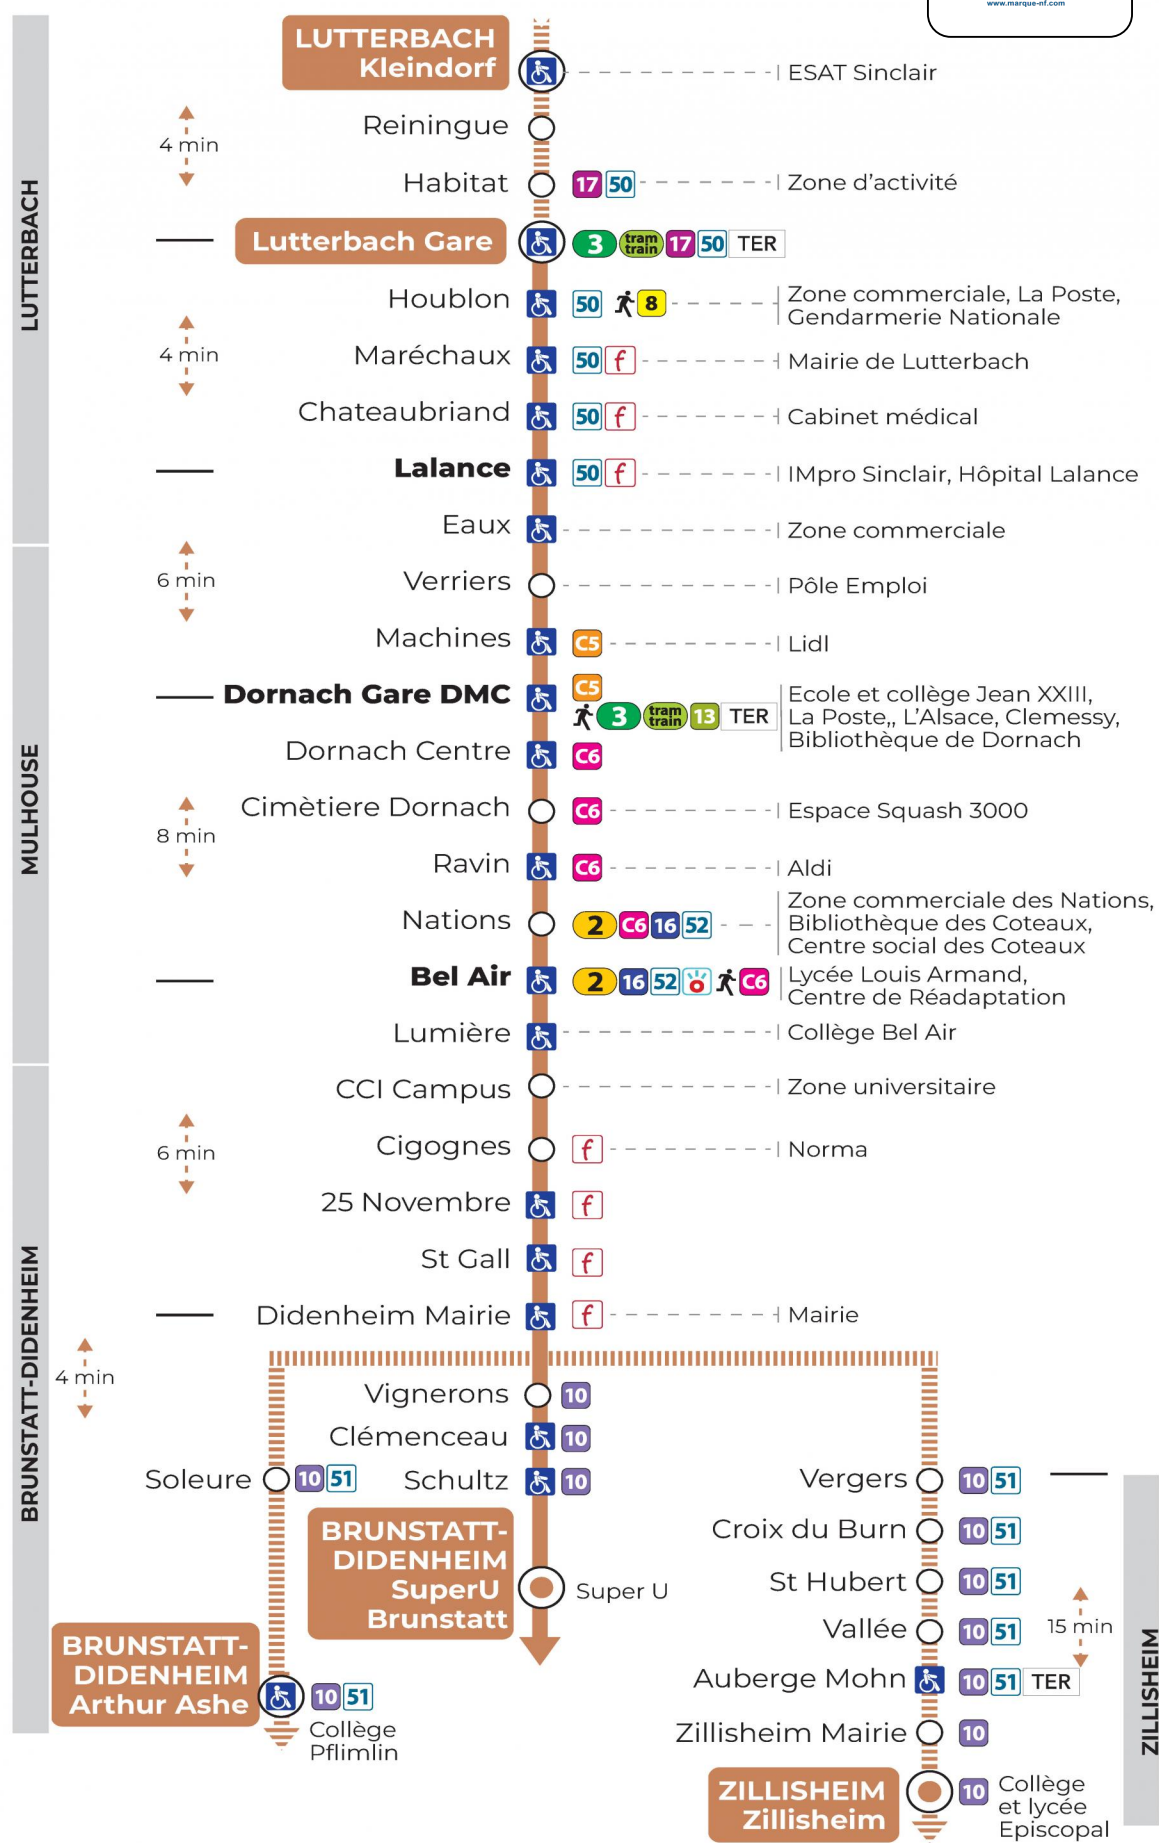 www.marque-nf.com
LUTTERBACH
Kleindorf
ESAT Sinclair
Reiningue
4 min
Habitat
17 50
Zone d'activité
LUTTERBACH
Lutterbach Gare
3 tram train 17 50 TER
Houblon
50 8
Zone commerciale, La Poste,
Gendarmerie Nationale
4 min
Maréchaux
50 f
Mairie de Lutterbach
Chateaubriand
50 f
Cabinet médical
Lalance
50 f
IMpro Sinclair, Hôpital Lalance
Eaux
Zone commerciale
6 min
Verriers
Pôle Emploi
Machines
C5
Lidl
Dornach Gare DMC
C5
3 tram train 13 TER
Ecole et collège Jean XXIII,
La Poste,, L'Alsace, Clemessy,
Bibliothèque de Dornach
MULHOUSE
Dornach Centre
C6
8 min
Cimètiere Dornach
C6
Espace Squash 3000
Ravin
C6
Aldi
Nations
2 C6 16 52
Zone commerciale des Nations,
Bibliothèque des Coteaux,
Centre social des Coteaux
Bel Air
2 16 52 C6
Lycée Louis Armand,
Centre de Réadaptation
Lumière
Collège Bel Air
CCI Campus
Zone universitaire
6 min
Cigognes
f
Norma
25 Novembre
f
St Gall
f
Didenheim Mairie
f
Mairie
BRUNSTATT-DIDENHEIM
4 min
Vignerons
10
Clémenceau
10
Soleure
10 51
Schultz
10
BRUNSTATT-
DIDENHEIM
SuperU
Brunstatt
Super U
BRUNSTATT-
DIDENHEIM
Arthur Ashe
10 51
Collège
Pflimlin
Vergers
10 51
Croix du Burn
10 51
St Hubert
10 51
Vallée
10 51
15 min
Auberge Mohn
10 51 TER
Zillisheim Mairie
10
ZILLISHEIM
ZILLISHEIM
Zillisheim
10
Collège
et lycée
Episcopal